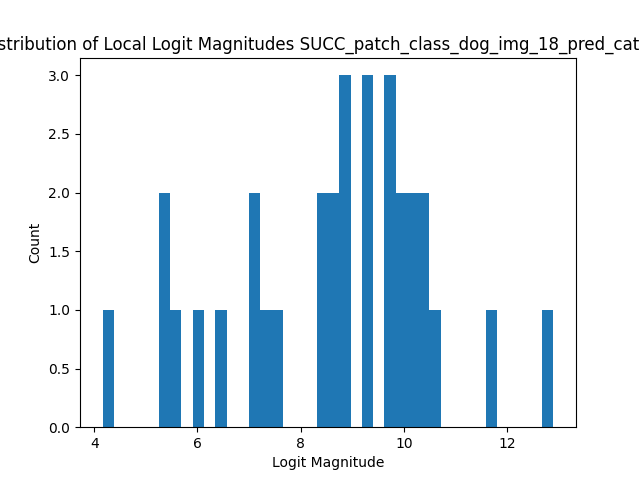 stribution of Local Logit Magnitudes SUCC_patch_class_dog_img_18_pred_cat
3.0
2.5
2.0
1.5
1.0
0.5
0.0
Count
4 6 8 10 12
Logit Magnitude